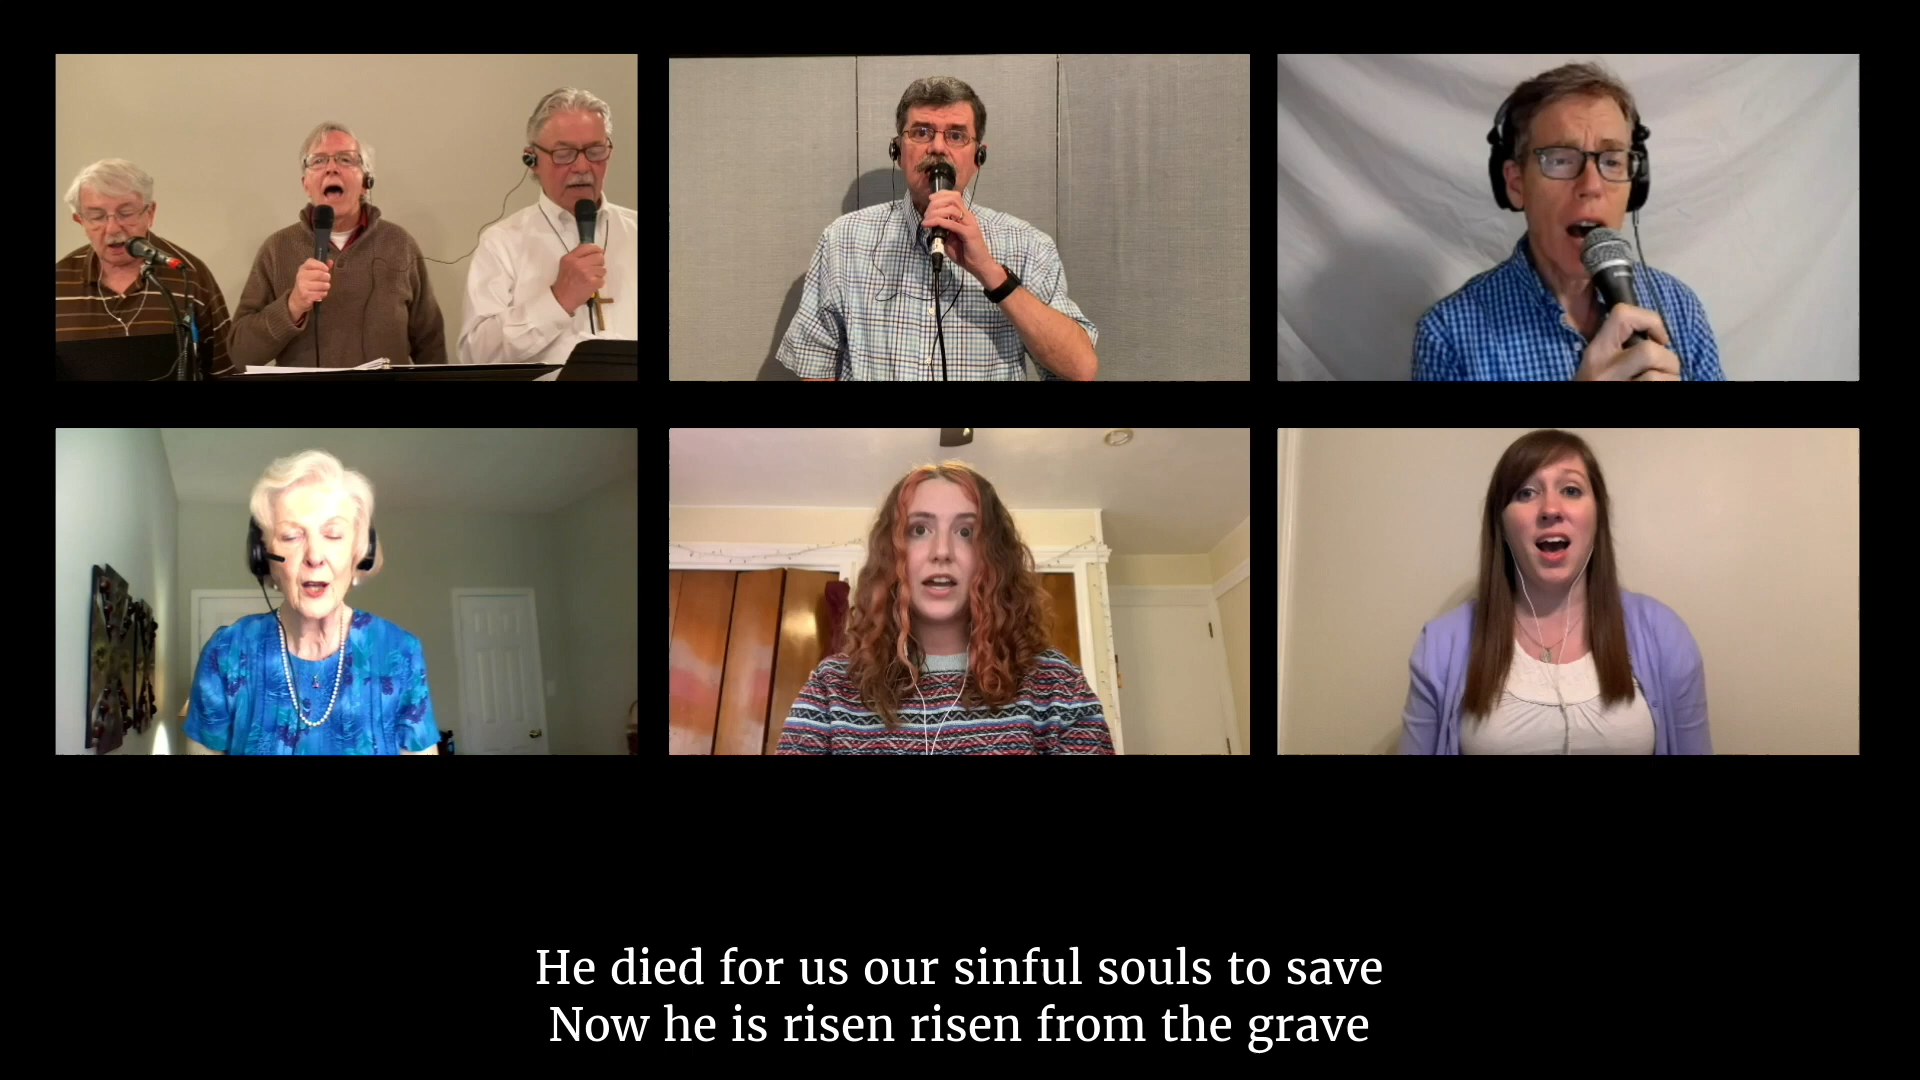 He died for us our sinful souls to save
Now he is risen risen from the grave